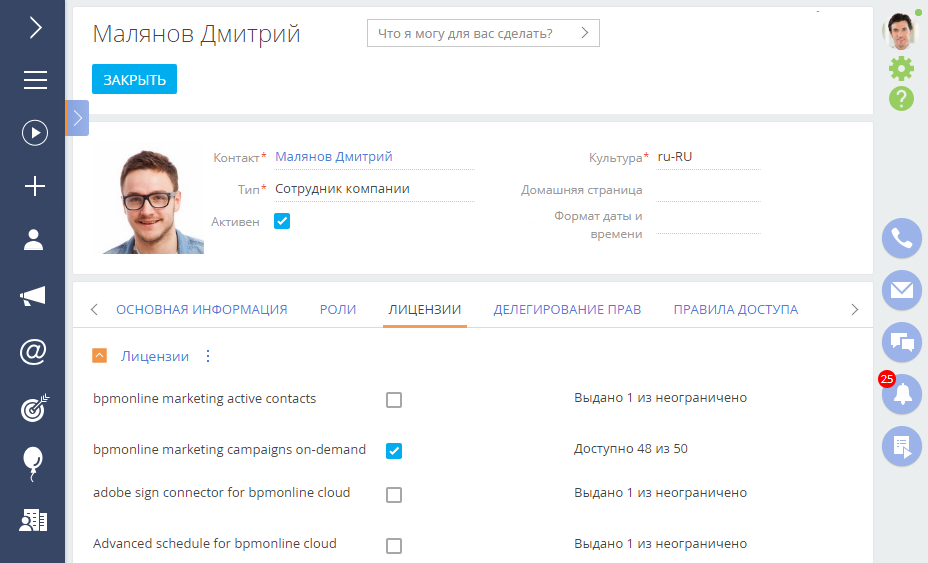 Малянов Дмитрий
Что я могу для вас сделать?
ЗАКРЫТЬ
Контакт* Малянов Дмитрий
Культура* ru-RU
Тип* Сотрудник компании
Домашняя страница
Активен
Формат даты и
времени
ОСНОВНАЯ ИНФОРМАЦИЯ РОЛИ ЛИЦЕНЗИИ ДЕЛЕГИРОВАНИЕ ПРАВ ПРАВИЛА ДОСТУПА
Лицензии
bpmonline marketing active contacts Выдано 1 из неограничено
bpmonline marketing campaigns on-demand Доступно 48 из 50
adobe sign connector for bpmonline cloud Выдано 1 из неограничено
Advanced schedule for bpmonline cloud Выдано 1 из неограничено
25